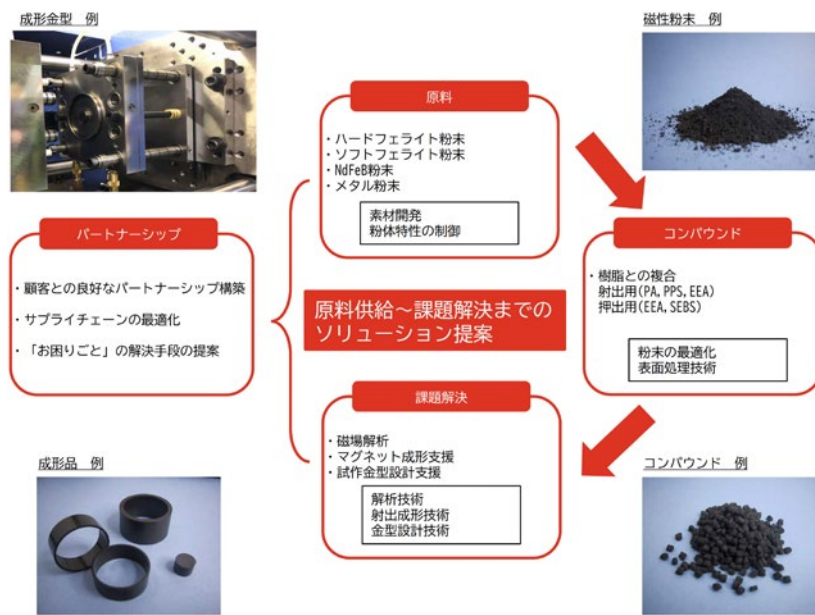 成形金型　例
磁性粉末　例
原料
・ハードフェライト粉末
・ソフトフェライト粉末
・NdFeB粉末
・メタル粉末
素材開発
粉体特性の制御
パートナーシップ
・顧客との良好なパートナーシップ構築
・サプライチェーンの最適化
・「お困りごと」の解決手段の提案
原料供給～課題解決までの
ソリューション提案
コンパウンド
・樹脂との複合
射出用(PA,PPS,EEA)
押出用(EEA,SEBS)
粉末の最適化
表面処理技術
課題解決
・磁場解析
・マグネット成形支援
・試作金型設計支援
解析技術
射出成形技術
金型設計技術
成形品　例
コンパウンド　例